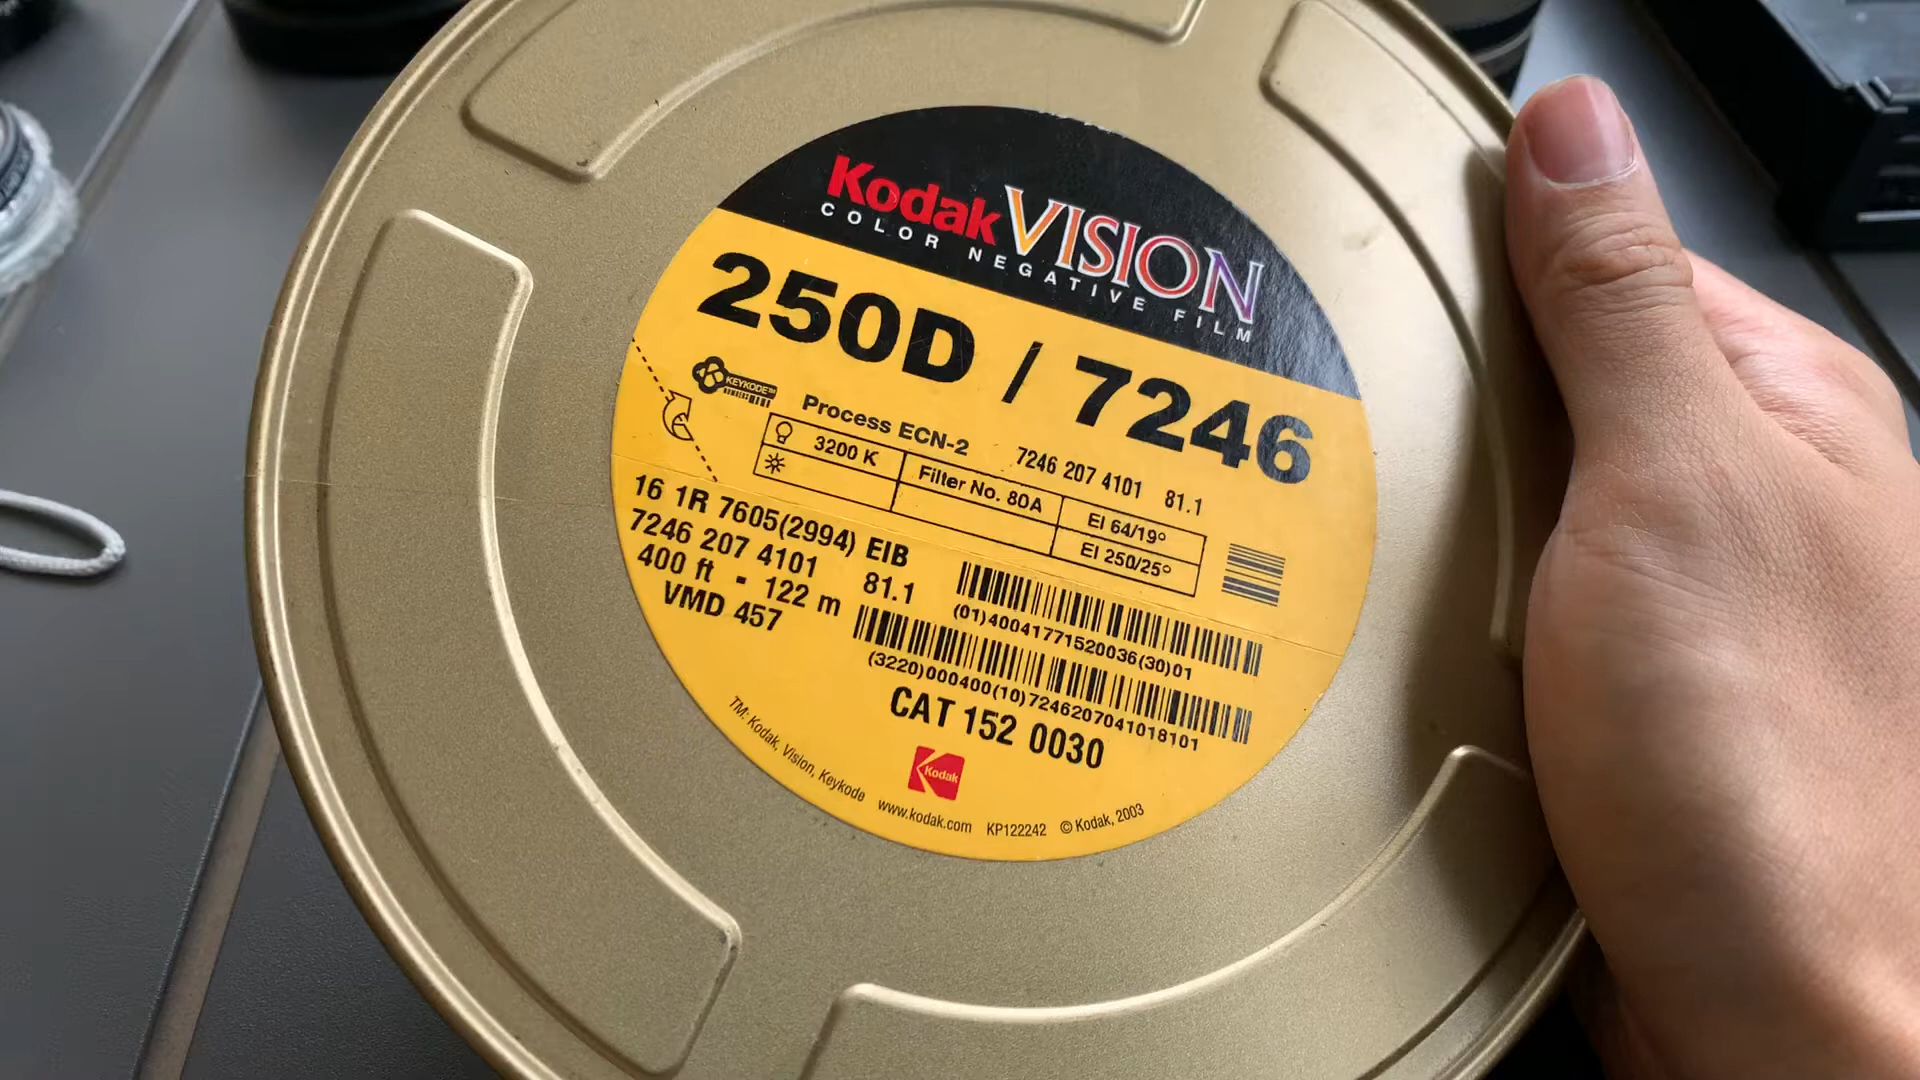 Kodak VISION
COLOR NEGATIVE FILM
250D / 7246
KEYKODE™
NUMBERS
Process ECN-2
7246 207 4101 81.1
3200 K Filter No. 80A EI 64/19°
EI 250/25°
16 1R 7605(2994) EIB
7246 207 4101 81.1
400 ft ▪ 122 m
VMD 457
(01)40041771520036(30)01
(3220)000400(10)7246207041018101
CAT 152 0030
Kodak
TM: Kodak, Vision, Keykode www.kodak.com KP122242 © Kodak, 2003